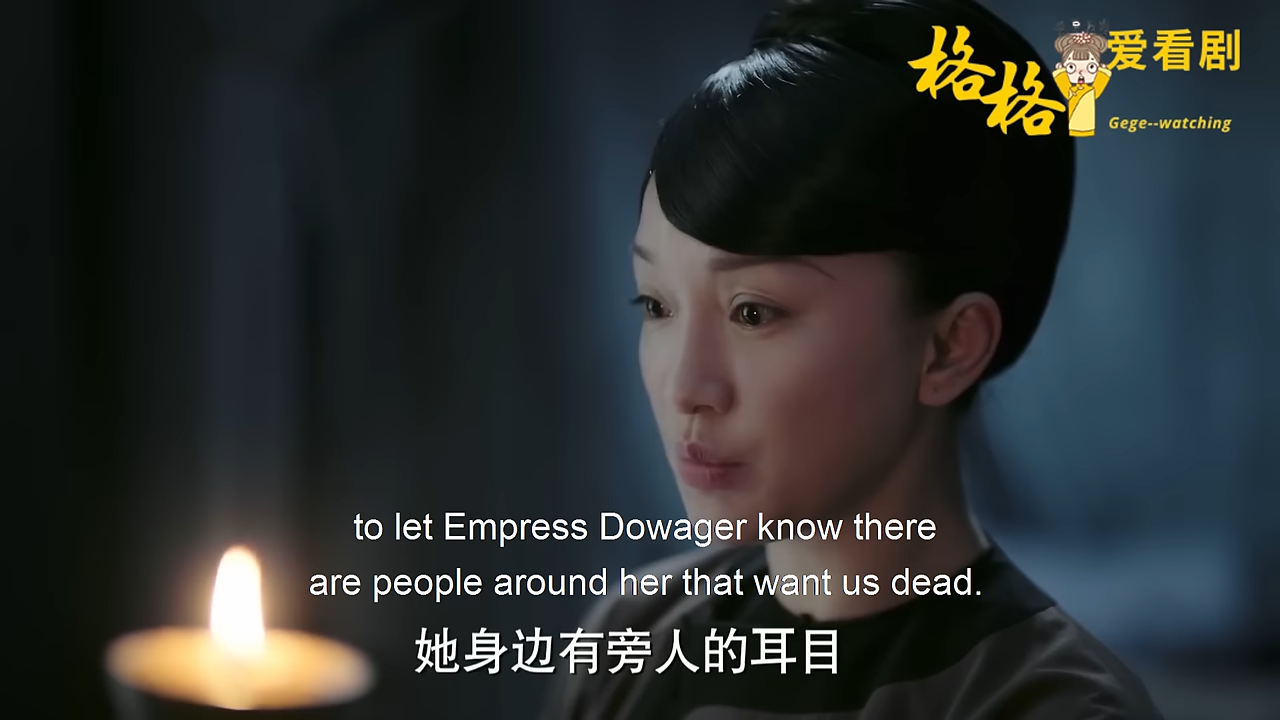 格格
爱看剧
Gege--watching
to let Empress Dowager know there
are people around her that want us dead.
她身边有旁人的耳目